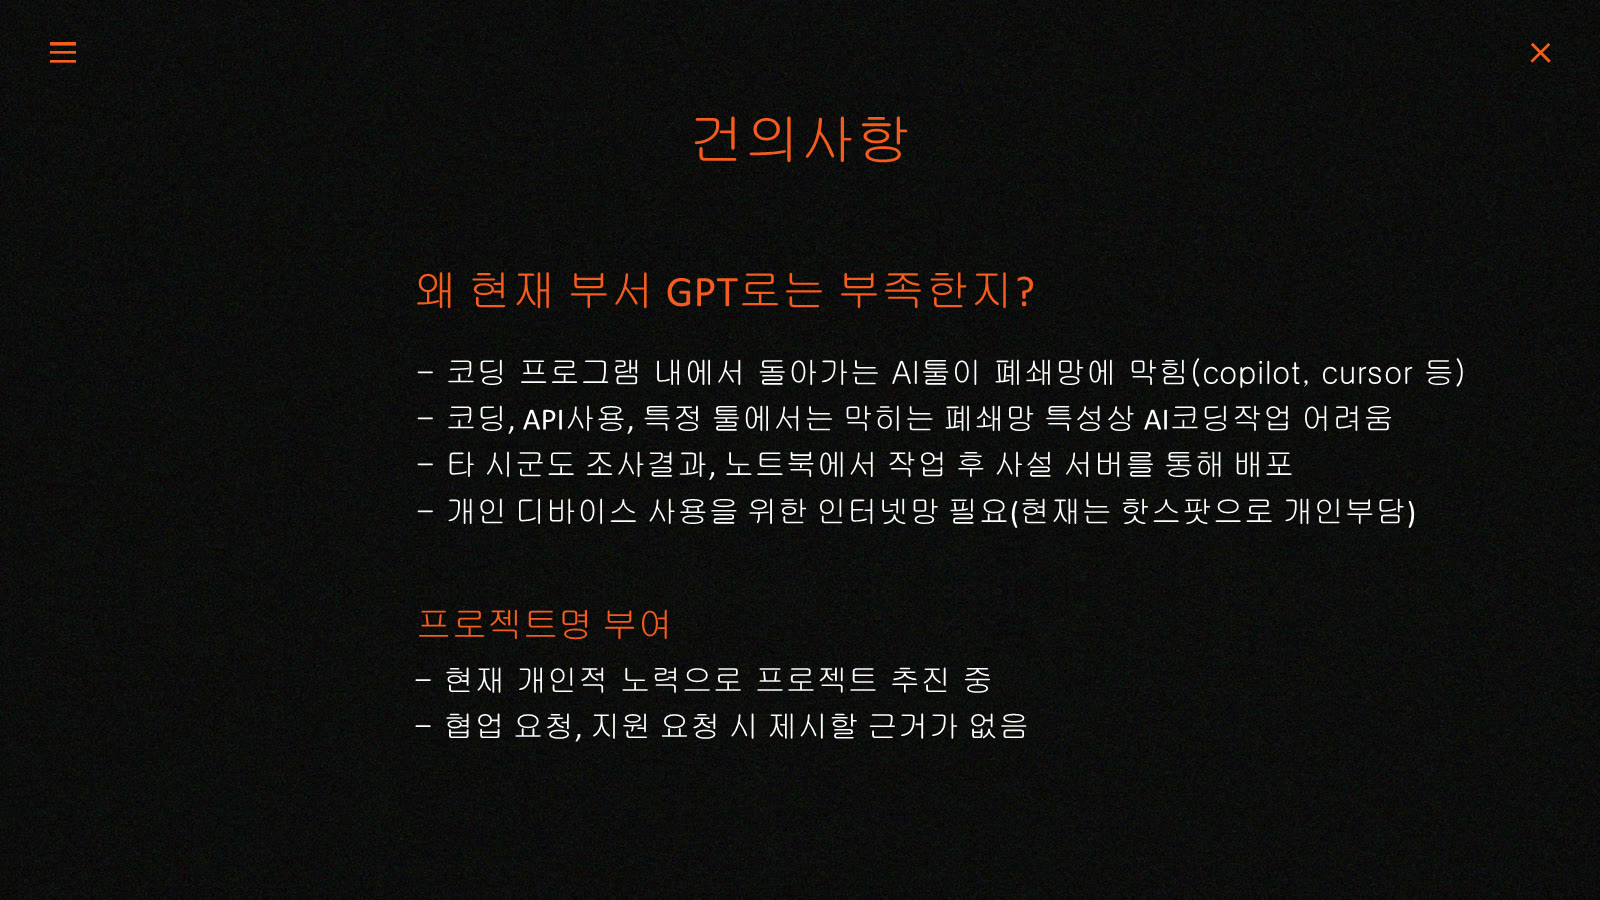 건의사항
왜 현재 부서 GPT로는 부족한지?
- 코딩 프로그램 내에서 돌아가는 AI툴이 폐쇄망에 막힘(copilot, cursor 등)
- 코딩, API사용, 특정 툴에서는 막히는 폐쇄망 특성상 AI코딩작업 어려움
- 타 시군도 조사결과, 노트북에서 작업 후 사설 서버를 통해 배포
- 개인 디바이스 사용을 위한 인터넷망 필요(현재는 핫스팟으로 개인부담)
프로젝트명 부여
- 현재 개인적 노력으로 프로젝트 추진 중
- 협업 요청, 지원 요청 시 제시할 근거가 없음